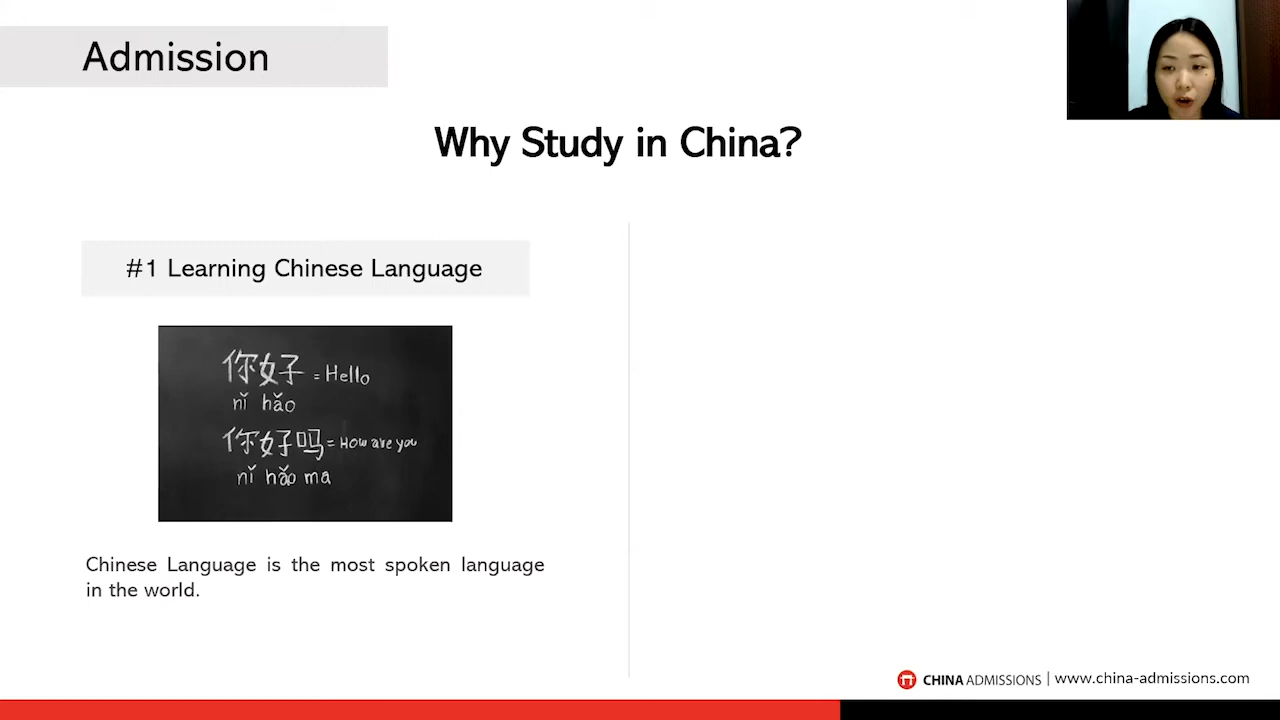 Admission
Why Study in China?
#1 Learning Chinese Language
你好 = Hello
nǐ hǎo
你好吗 = How are you
nǐ hǎo ma
Chinese Language is the most spoken language
in the world.
CHINA ADMISSIONS | www.china-admissions.com